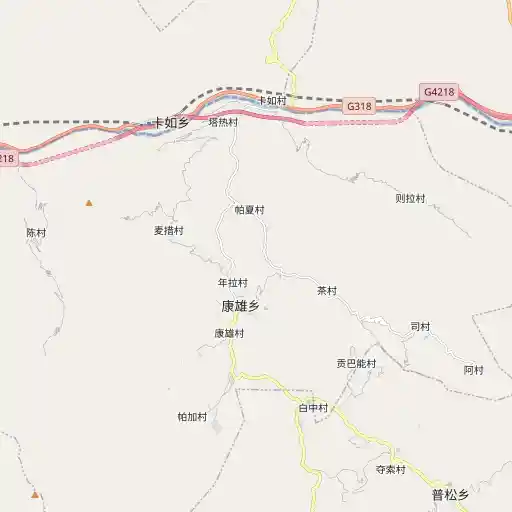 G4218
卡如村
G318
卡如乡
塔热村
218
则拉村
帕夏村
麦措村
陈村
年拉村
茶村
康雄乡
司村
康雄村
贡巴能村
阿村
白中村
帕加村
夺索村
普松乡